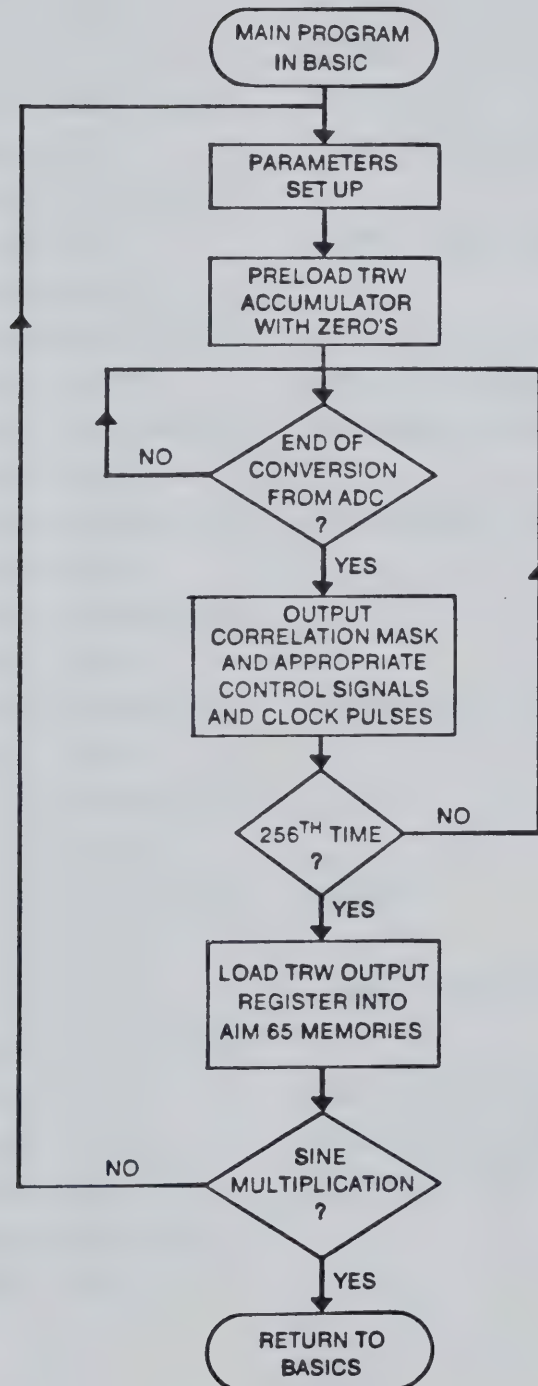 MAIN PROGRAM
IN BASIC
PARAMETERS
SET UP
PRELOAD TRW
ACCUMULATOR
WITH ZERO'S
END OF
CONVERSION
FROM ADC
?
NO
YES
OUTPUT
CORRELATION MASK
AND APPROPRIATE
CONTROL SIGNALS
AND CLOCK PULSES
256TH TIME
?
NO
YES
LOAD TRW OUTPUT
REGISTER INTO
AIM 65 MEMORIES
SINE
MULTIPLICATION
?
NO
YES
RETURN TO
BASICS